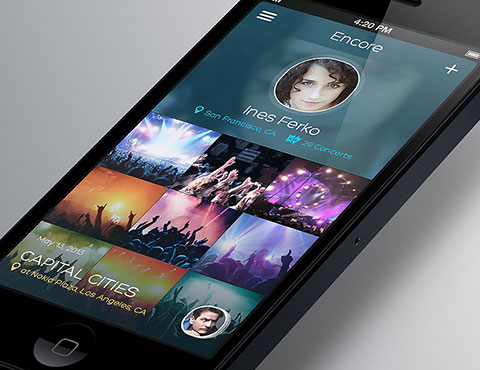 4:20 PM
Encore
Ines Ferko
San Francisco, CA 29 Concerts
May 13, 2013
CAPITAL CITIES
at Nokia Plaza, Los Angeles, CA